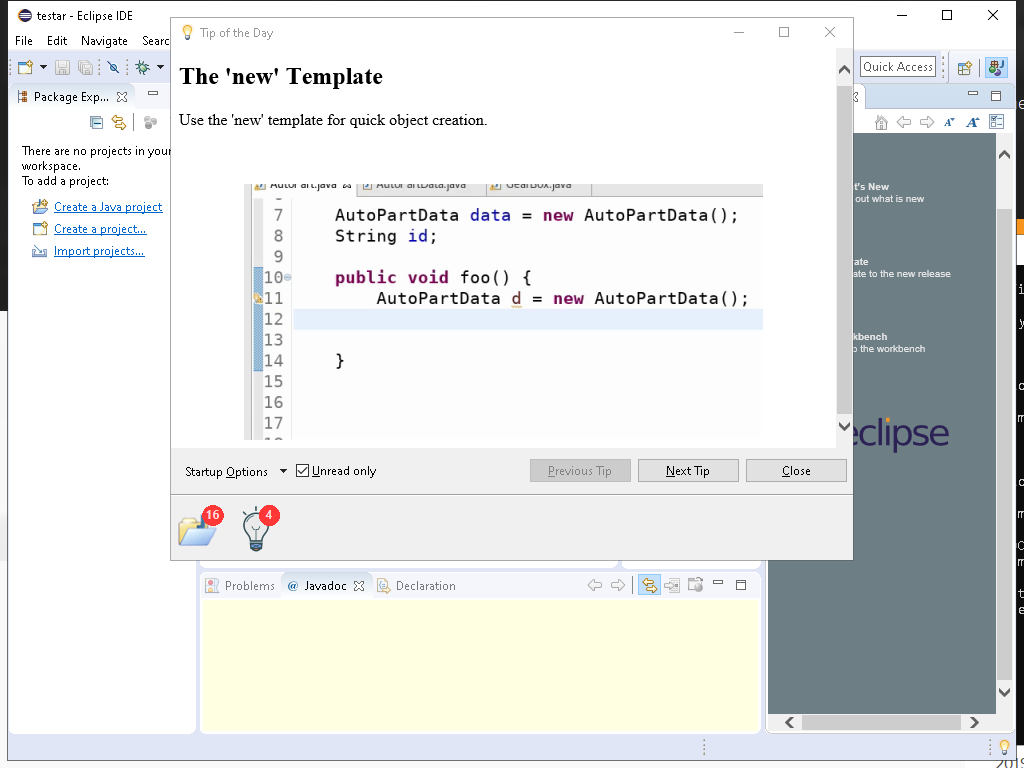 testar - Eclipse IDE
File Edit Navigate Searc
Tip of the Day
The 'new' Template
Use the 'new' template for quick object creation.
AutoPart.java AutoPartData.java GearBox.java
7 AutoPartData data = new AutoPartData();
8 String id;
9
10 public void foo() {
11 AutoPartData d = new AutoPartData();
12
13
14 }
15
16
17
Startup Options Unread only Previous Tip Next Tip Close
16 4
Quick Access
Package Exp...
There are no projects in your
workspace.
To add a project:
Create a Java project
Create a project...
Import projects...
t's New
out what is new
ate
ate to the new release
kbench
o the workbench
eclipse
Problems @ Javadoc Declaration